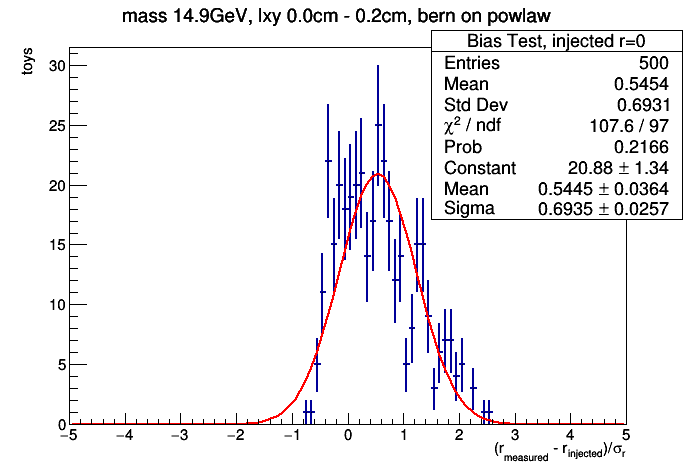 mass 14.9GeV, lxy 0.0cm - 0.2cm, bern on powlaw
Bias Test, injected r=0
Entries 500
Mean 0.5454
Std Dev 0.6931
χ² / ndf 107.6 / 97
Prob 0.2166
Constant 20.88 ± 1.34
Mean 0.5445 ± 0.0364
Sigma 0.6935 ± 0.0257
toys
30
25
20
15
10
5
0
−5 −4 −3 −2 −1 0 1 2 3 4 5
(r_measured - r_injected)/σ_r